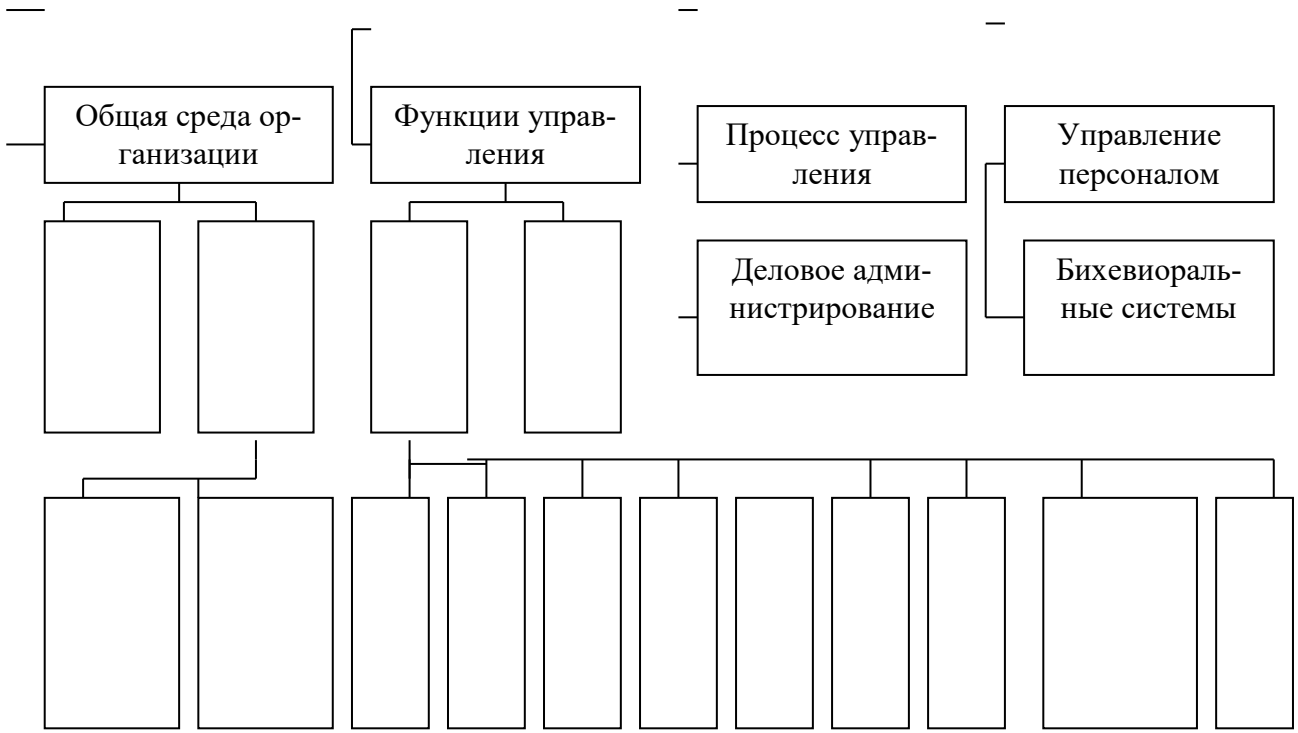 Общая среда ор-
ганизации
Функции управ-
ления
Процесс управ-
ления
Управление
персоналом
Деловое адми-
нистрирование
Бихевиораль-
ные системы